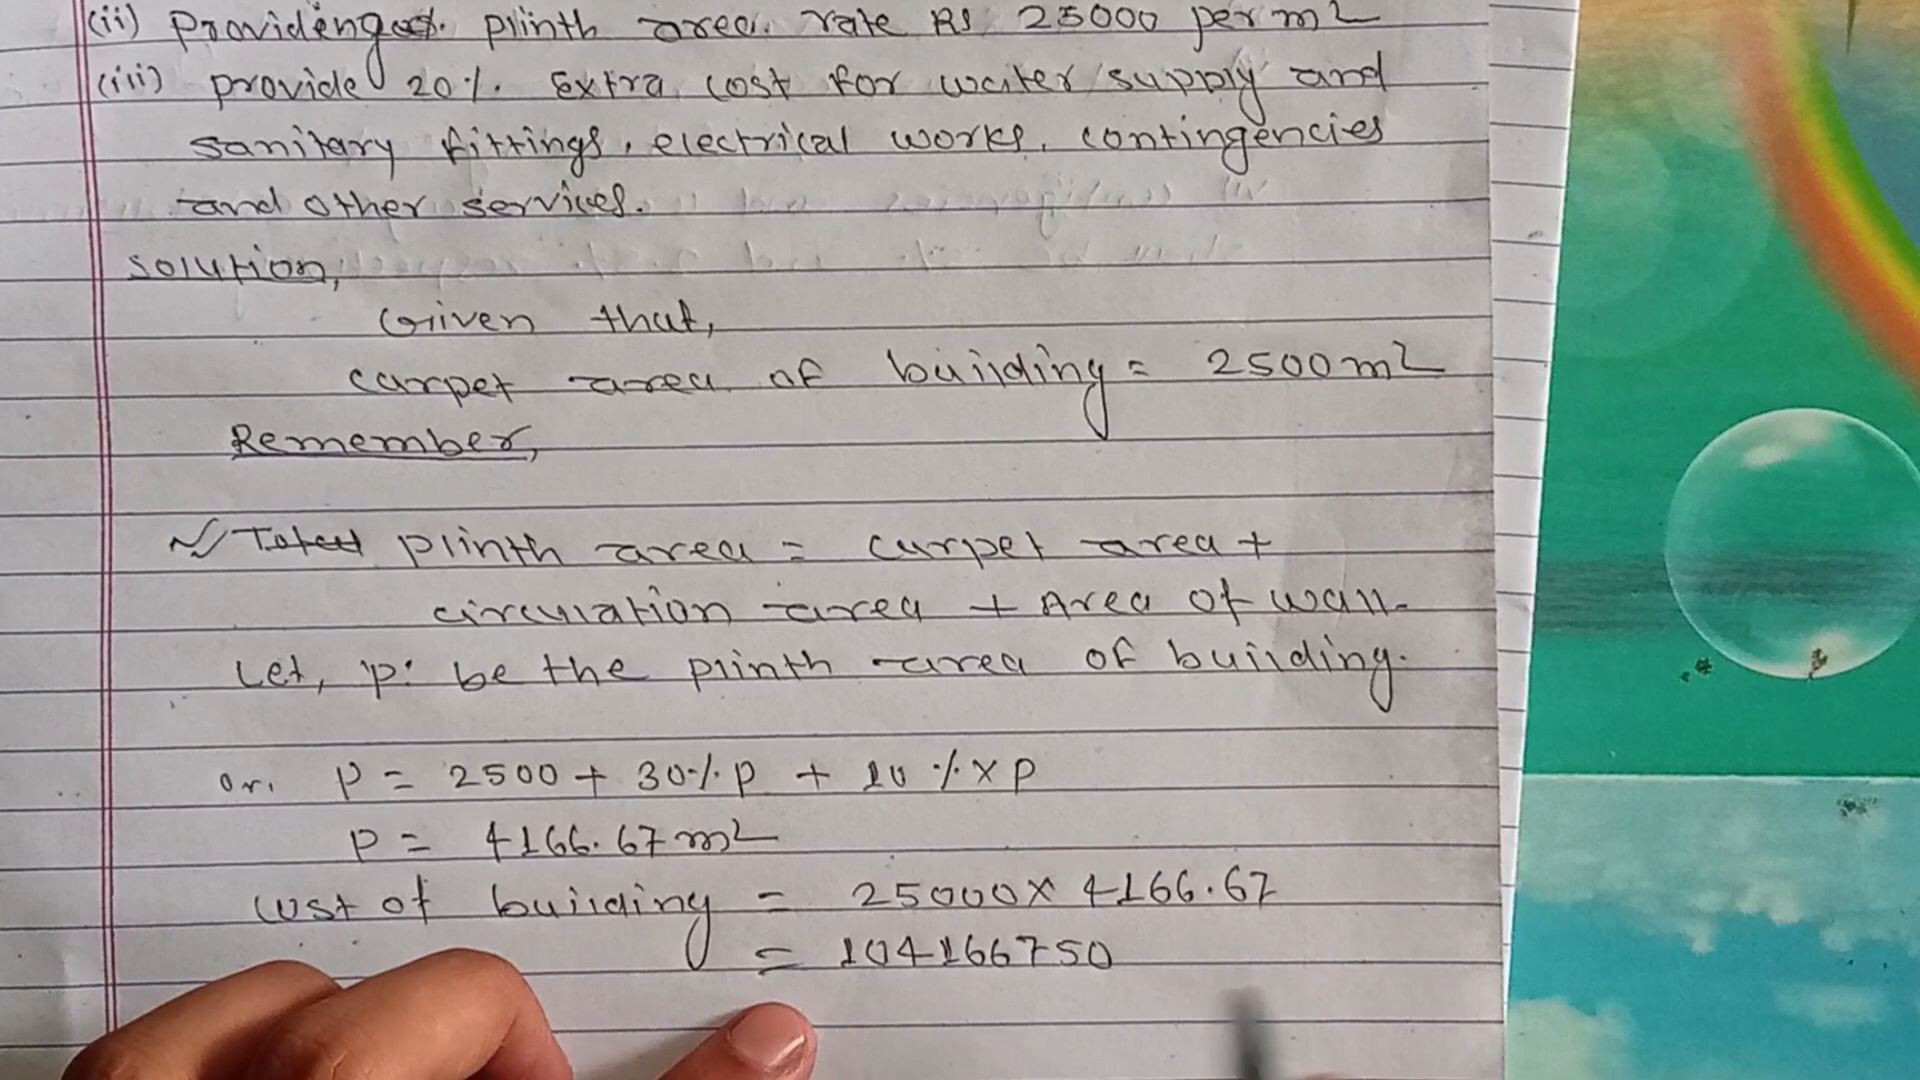 (ii) Providing plinth area rate Rs 25000 per m2
(iii) provide 20%. Extra cost for water supply and
sanitary fittings, electrical works, contingencies
and other services.
Solution,
Given that,
carpet area of building = 2500m2
Remember,
Total plinth area = carpet area +
circulation area + Area of wall.
Let, 'p' be the plinth area of building.
or, P = 2500 + 30%. P + 10 % x P
P = 4166.67 m2
Cost of building = 25000 x 4166.67
= 104166750